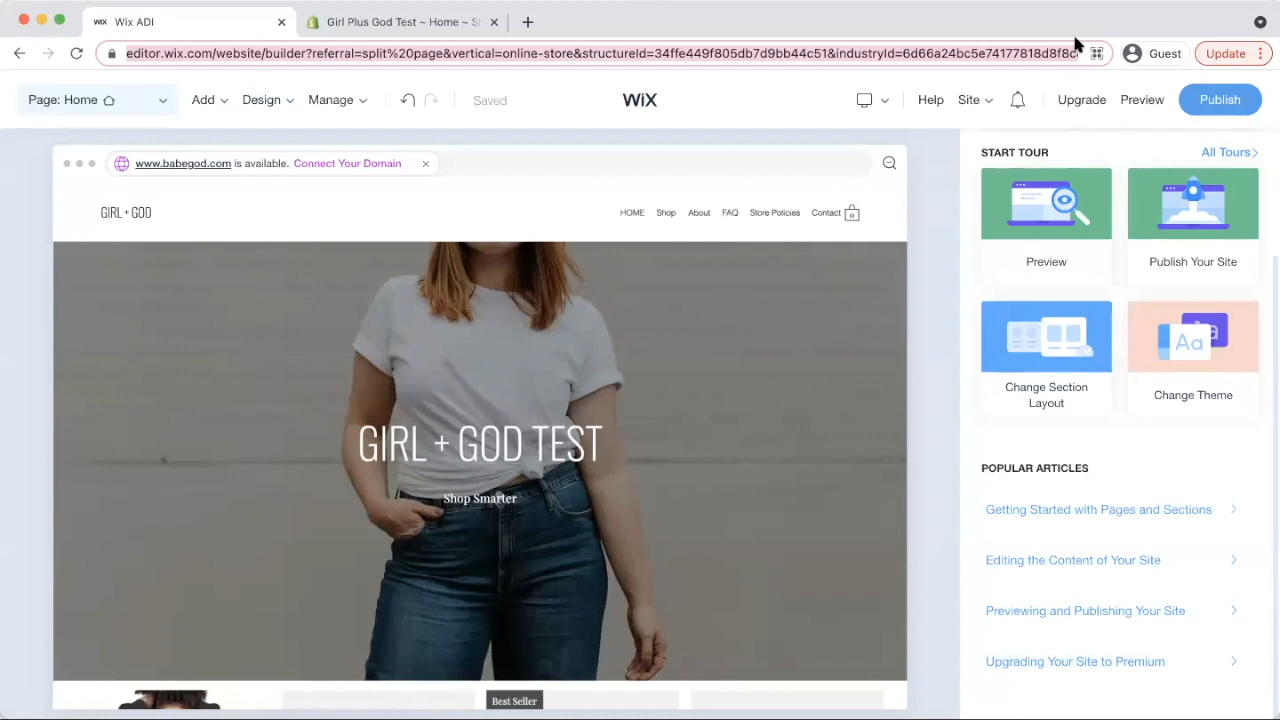 WiX Wix ADI
Girl Plus God Test ~ Home ~ S
editor.wix.com/website/builder?referral=split%20page&vertical=online-store&structureId=34ffe449f805db7d9bb44c51&industryId=6d66a24bc5e74177818d8f8c
Guest
Update
Page: Home
Add
Design
Manage
Saved
WiX
Help
Site
Upgrade
Preview
Publish
www.babegod.com is available. Connect Your Domain
GIRL + GOD
HOME
Shop
About
FAQ
Store Policies
Contact
0
GIRL + GOD TEST
Shop Smarter
Best Seller
START TOUR
All Tours
Preview
Publish Your Site
Aa
Change Section
Layout
Change Theme
POPULAR ARTICLES
Getting Started with Pages and Sections
Editing the Content of Your Site
Previewing and Publishing Your Site
Upgrading Your Site to Premium